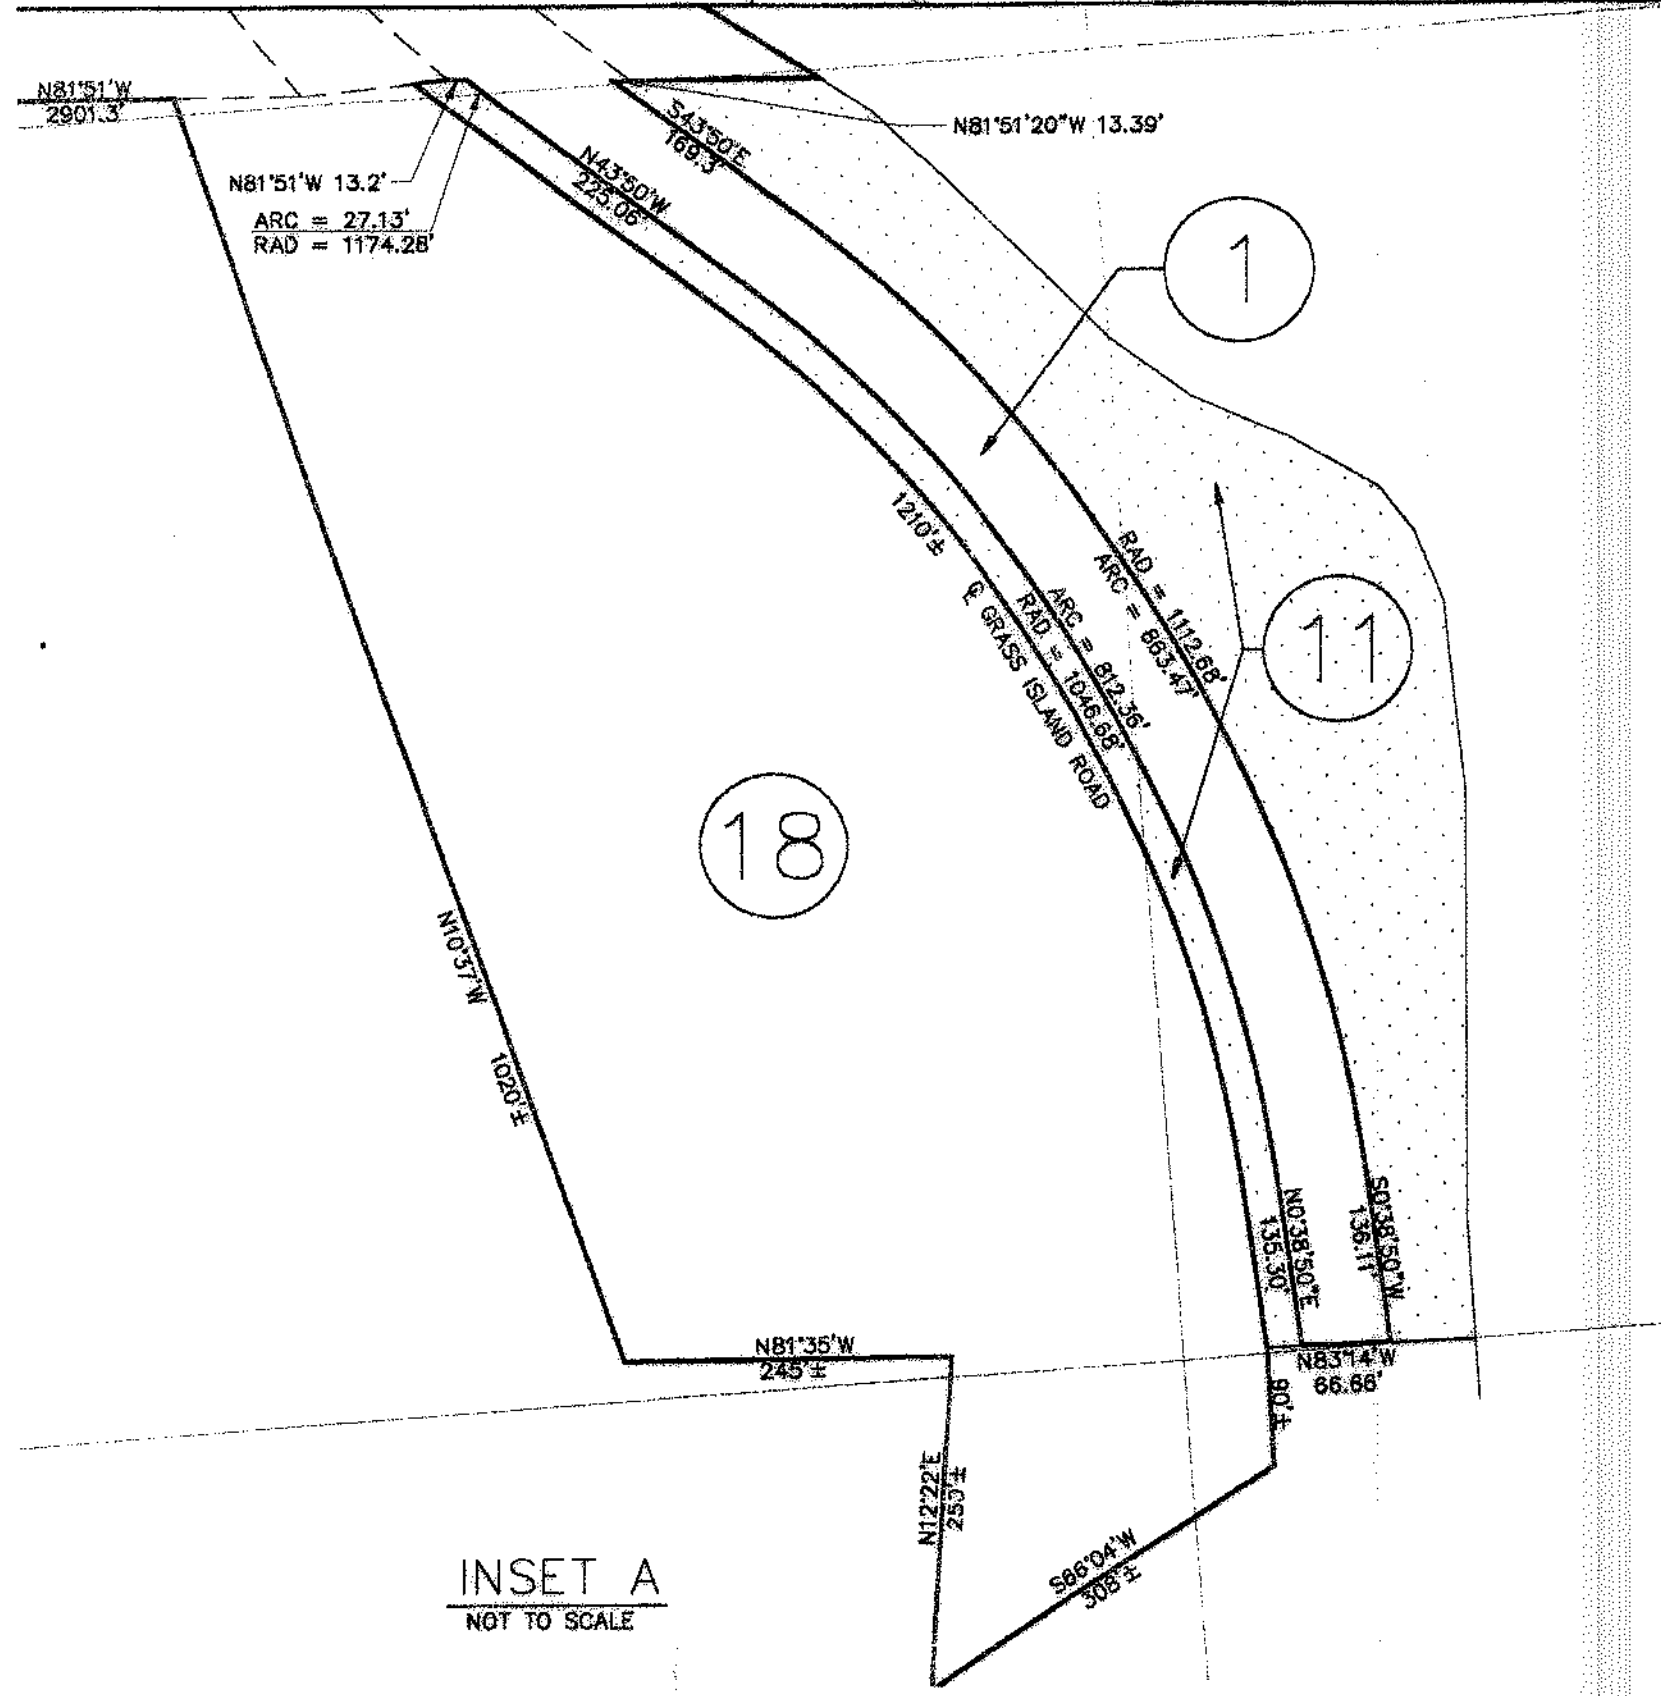 N81°51'W
2901.3'
N81°51'20"W 13.39'
S43°50'E
169.3'
N43°50'W
225.06'
N81°51'W 13.2'
ARC = 27.13'
RAD = 1174.28'
1
1210'±
℄ GRASS ISLAND ROAD
ARC = 812.36'
RAD = 1046.68'
RAD = 1112.68'
ARC = 863.47'
11
18
N10°37'W
1020'±
N0°38'50"E
135.30'
S0°38'50"W
136.11'
N81°35'W
245'±
N83°14'W
66.66'
90'±
N12°22'E
250'±
S66°04'W
308'±
INSET A
NOT TO SCALE